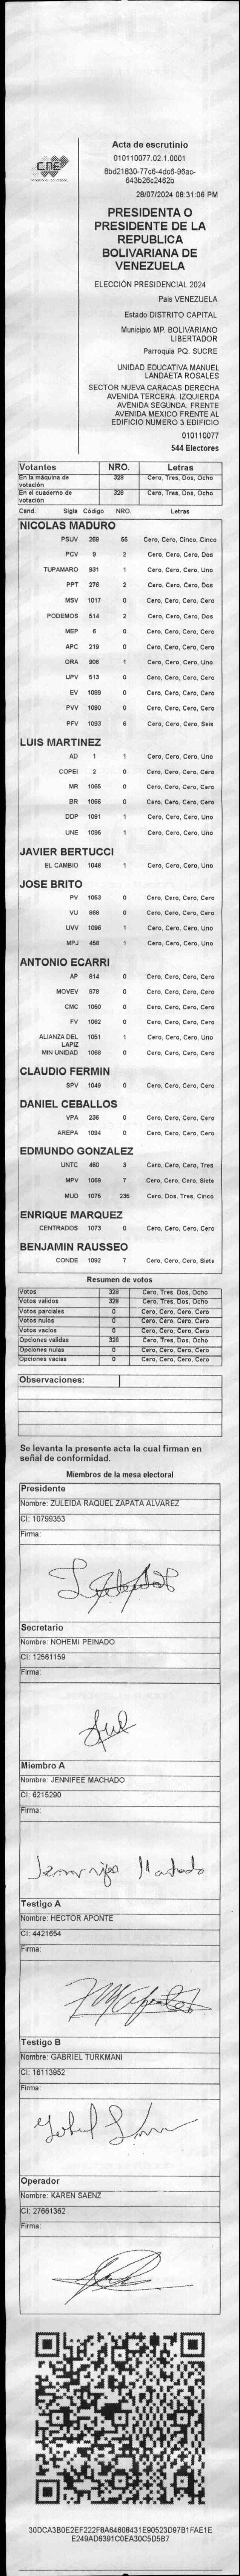 CNE
Acta de escrutinio
010110077.02.1.0001
8bd21830-77c6-4dc6-96ac-
643b26c2462b
28/07/2024 08:31:06 PM
PRESIDENTA O
PRESIDENTE DE LA
REPUBLICA
BOLIVARIANA DE
VENEZUELA
ELECCIÓN PRESIDENCIAL 2024
País VENEZUELA
Estado DISTRITO CAPITAL
Municipio MP. BOLIVARIANO
LIBERTADOR
Parroquia PQ. SUCRE
UNIDAD EDUCATIVA MANUEL
LANDAETA ROSALES
SECTOR NUEVA CARACAS DERECHA
AVENIDA TERCERA. IZQUIERDA
AVENIDA SEGUNDA. FRENTE
AVENIDA MEXICO FRENTE AL
EDIFICIO NUMERO 3 EDIFICIO
010110077
544 Electores
Votantes NRO. Letras
En la máquina de votación 328 Cero, Tres, Dos, Ocho
En el cuaderno de votación 328 Cero, Tres, Dos, Ocho
Cand. Sigla Código NRO. Letras
NICOLAS MADURO
PSUV 269 55 Cero, Cero, Cinco, Cinco
PCV 9 2 Cero, Cero, Cero, Dos
TUPAMARO 931 1 Cero, Cero, Cero, Uno
PPT 276 2 Cero, Cero, Cero, Dos
MSV 1017 0 Cero, Cero, Cero, Cero
PODEMOS 514 2 Cero, Cero, Cero, Dos
MEP 6 0 Cero, Cero, Cero, Cero
APC 219 0 Cero, Cero, Cero, Cero
ORA 906 1 Cero, Cero, Cero, Uno
UPV 613 0 Cero, Cero, Cero, Cero
EV 1089 0 Cero, Cero, Cero, Cero
PVV 1090 0 Cero, Cero, Cero, Cero
PFV 1093 6 Cero, Cero, Cero, Seis
LUIS MARTINEZ
AD 1 1 Cero, Cero, Cero, Uno
COPEI 2 0 Cero, Cero, Cero, Cero
MR 1065 0 Cero, Cero, Cero, Cero
BR 1066 0 Cero, Cero, Cero, Cero
DDP 1091 1 Cero, Cero, Cero, Uno
UNE 1095 1 Cero, Cero, Cero, Uno
JAVIER BERTUCCI
EL CAMBIO 1048 1 Cero, Cero, Cero, Uno
JOSE BRITO
PV 1053 0 Cero, Cero, Cero, Cero
VU 868 0 Cero, Cero, Cero, Cero
UVV 1096 1 Cero, Cero, Cero, Uno
MPJ 458 1 Cero, Cero, Cero, Uno
ANTONIO ECARRI
AP 814 0 Cero, Cero, Cero, Cero
MOVEV 878 0 Cero, Cero, Cero, Cero
CMC 1050 0 Cero, Cero, Cero, Cero
FV 1062 0 Cero, Cero, Cero, Cero
ALIANZA DEL LAPIZ 1051 1 Cero, Cero, Cero, Uno
MIN UNIDAD 1068 0 Cero, Cero, Cero, Cero
CLAUDIO FERMIN
SPV 1049 0 Cero, Cero, Cero, Cero
DANIEL CEBALLOS
VPA 236 0 Cero, Cero, Cero, Cero
AREPA 1094 0 Cero, Cero, Cero, Cero
EDMUNDO GONZALEZ
UNTC 460 3 Cero, Cero, Cero, Tres
MPV 1069 7 Cero, Cero, Cero, Siete
MUD 1076 235 Cero, Dos, Tres, Cinco
ENRIQUE MARQUEZ
CENTRADOS 1073 0 Cero, Cero, Cero, Cero
BENJAMIN RAUSSEO
CONDE 1092 7 Cero, Cero, Cero, Siete
Resumen de votos
Votos 328 Cero, Tres, Dos, Ocho
Votos validos 328 Cero, Tres, Dos, Ocho
Votos parciales 0 Cero, Cero, Cero, Cero
Votos nulos 0 Cero, Cero, Cero, Cero
Votos vacíos 0 Cero, Cero, Cero, Cero
Opciones validas 328 Cero, Tres, Dos, Ocho
Opciones nulas 0 Cero, Cero, Cero, Cero
Opciones vacías 0 Cero, Cero, Cero, Cero
Observaciones:
Se levanta la presente acta la cual firman en
señal de conformidad.
Miembros de la mesa electoral
Presidente
Nombre: ZULEIDA RAQUEL ZAPATA ALVAREZ
CI: 10799353
Firma:
Secretario
Nombre: NOHEMI PEINADO
CI: 12561159
Firma:
Miembro A
Nombre: JENNIFEE MACHADO
CI: 6215290
Firma:
Jennifer Machado
Testigo A
Nombre: HECTOR APONTE
CI: 4421654
Firma:
Testigo B
Nombre: GABRIEL TURKMANI
CI: 16113952
Firma:
Operador
Nombre: KAREN SAENZ
CI: 27661362
Firma:
30DCA3B0E2EF222F8A64608431E90523D97B1FAE1E
E249AD6391C0EA30C5D5B7